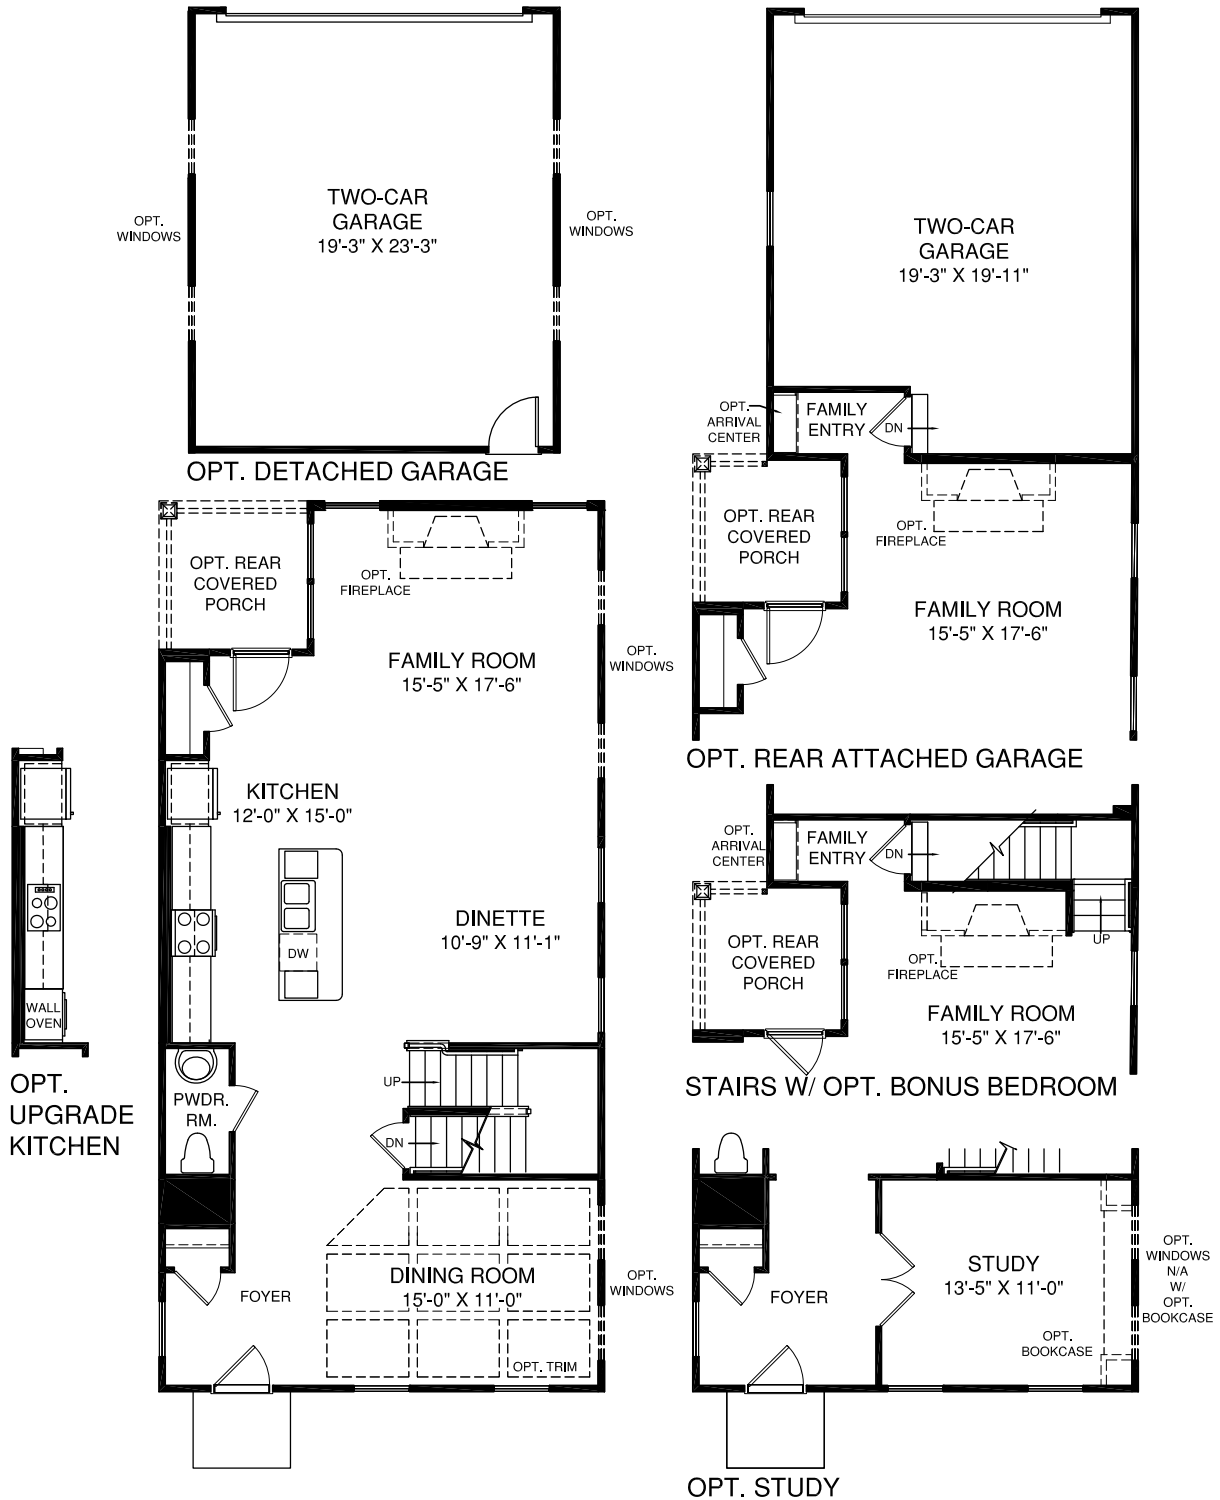 TWO-CAR
GARAGE
19'-3" X 23'-3"
OPT.
WINDOWS
OPT.
WINDOWS
OPT. DETACHED GARAGE
OPT. REAR
COVERED
PORCH
OPT.
FIREPLACE
FAMILY ROOM
15'-5" X 17'-6"
OPT.
WINDOWS
KITCHEN
12'-0" X 15'-0"
DINETTE
10'-9" X 11'-1"
DW
WALL
OVEN
OPT.
UPGRADE
KITCHEN
PWDR.
RM.
UP
DN
DINING ROOM
15'-0" X 11'-0"
FOYER
OPT. TRIM
OPT.
WINDOWS
TWO-CAR
GARAGE
19'-3" X 19'-11"
OPT.
ARRIVAL
CENTER
FAMILY
ENTRY
DN
OPT. REAR
COVERED
PORCH
OPT.
FIREPLACE
FAMILY ROOM
15'-5" X 17'-6"
OPT. REAR ATTACHED GARAGE
OPT.
ARRIVAL
CENTER
FAMILY
ENTRY
DN
UP
OPT. REAR
COVERED
PORCH
OPT.
FIREPLACE
FAMILY ROOM
15'-5" X 17'-6"
STAIRS W/ OPT. BONUS BEDROOM
STUDY
13'-5" X 11'-0"
FOYER
OPT.
BOOKCASE
OPT.
WINDOWS
N/A
W/
OPT.
BOOKCASE
OPT. STUDY